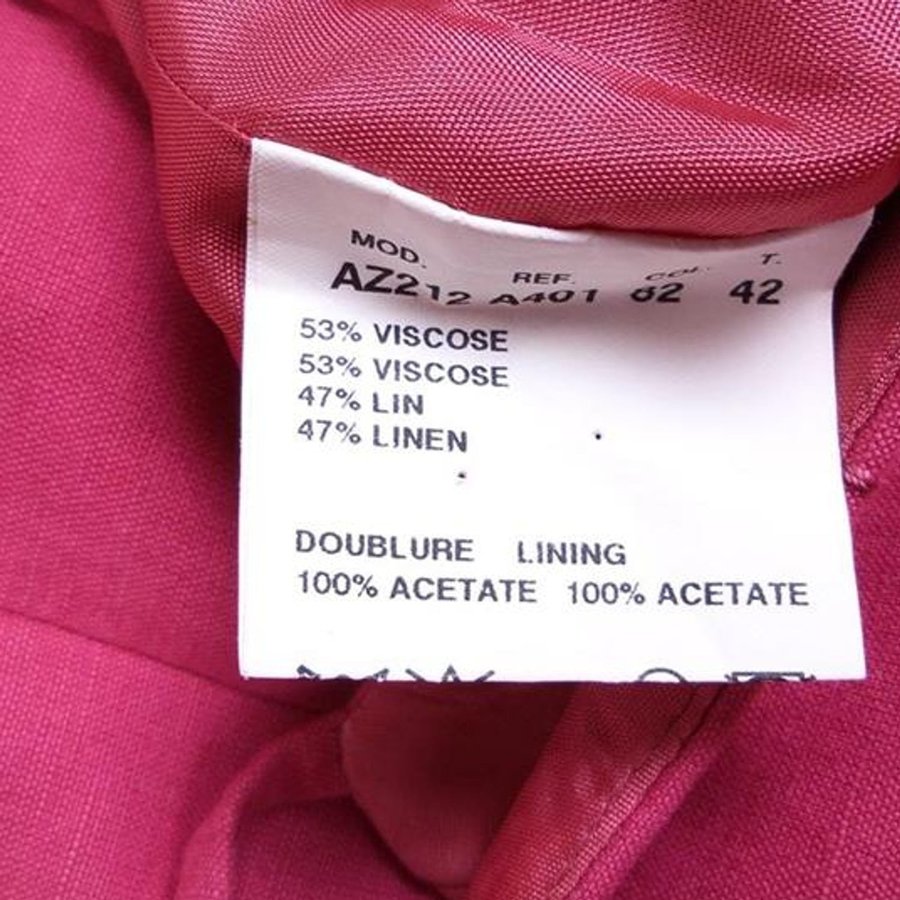 MOD. REF. COL. T.
AZ212 A401 62 42
53% VISCOSE
53% VISCOSE
47% LIN
47% LINEN
DOUBLURE LINING
100% ACETATE 100% ACETATE